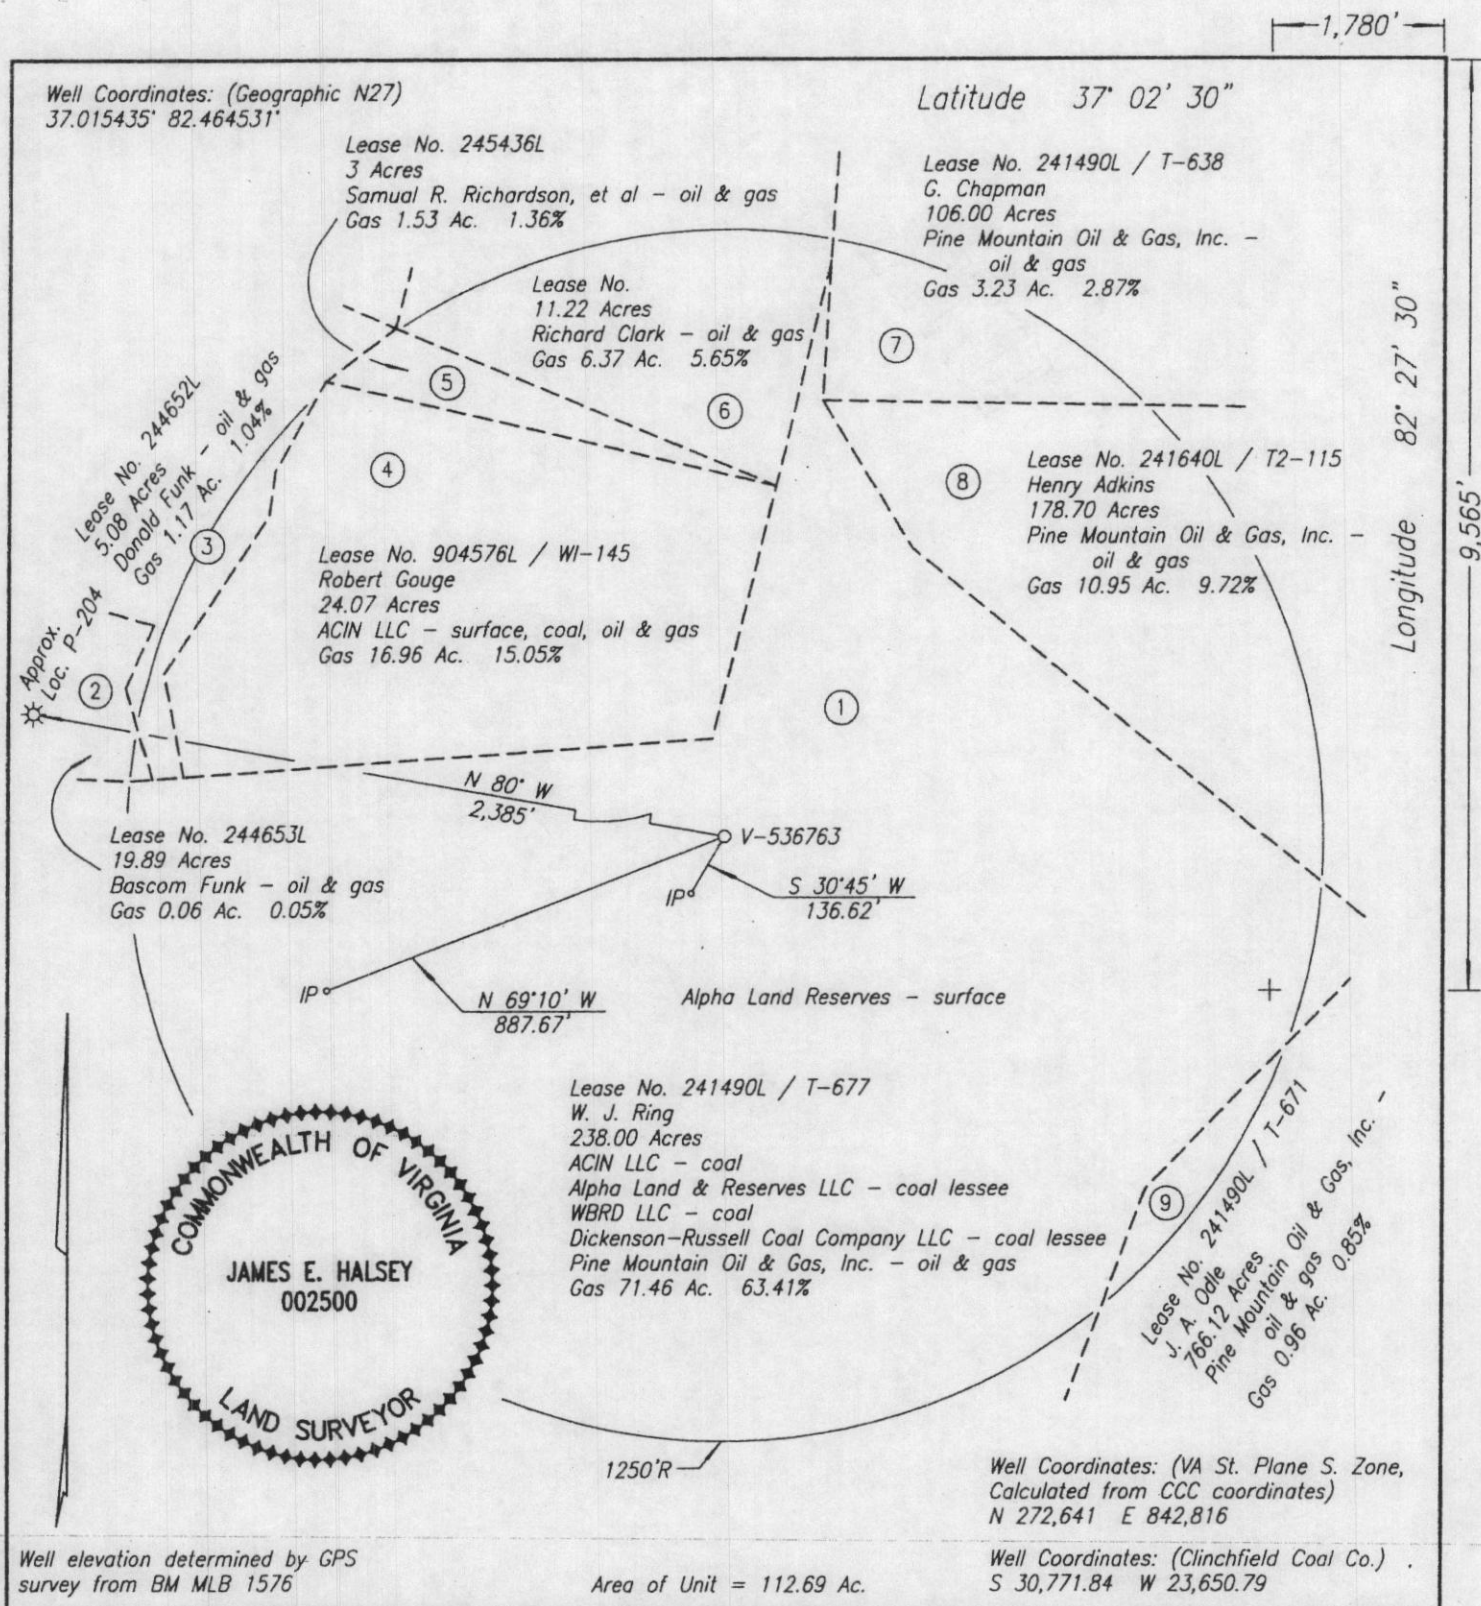 1,780'
Well Coordinates: (Geographic N27)
37.015435° 82.464531°
Latitude 37° 02' 30"
Lease No. 245436L
3 Acres
Samual R. Richardson, et al – oil & gas
Gas 1.53 Ac. 1.36%
Lease No. 241490L / T–638
G. Chapman
106.00 Acres
Pine Mountain Oil & Gas, Inc. –
oil & gas
Gas 3.23 Ac. 2.87%
Lease No.
11.22 Acres
Richard Clark – oil & gas
Gas 6.37 Ac. 5.65%
Longitude 82° 27' 30"
9,565'
7
5
6
Lease No. 244652L
5.08 Acres
Donald Funk – oil & gas
Gas 1.17 Ac. 1.04%
4
8
3
Lease No. 241640L / T2–115
Henry Adkins
178.70 Acres
Pine Mountain Oil & Gas, Inc. –
oil & gas
Gas 10.95 Ac. 9.72%
Lease No. 904576L / WI–145
Robert Gouge
24.07 Acres
ACIN LLC – surface, coal, oil & gas
Gas 16.96 Ac. 15.05%
Approx.
Loc. P–204
2
1
N 80° W
2,385'
V–536763
Lease No. 244653L
19.89 Acres
Bascom Funk – oil & gas
Gas 0.06 Ac. 0.05%
IP
S 30°45' W
136.62'
IP
N 69°10' W
887.67'
Alpha Land Reserves – surface
Lease No. 241490L / T–677
W. J. Ring
238.00 Acres
ACIN LLC – coal
Alpha Land & Reserves LLC – coal lessee
WBRD LLC – coal
Dickenson–Russell Coal Company LLC – coal lessee
Pine Mountain Oil & Gas, Inc. – oil & gas
Gas 71.46 Ac. 63.41%
9
Lease No. 241490L / T–671
J. A. Odle
766.12 Acres
Pine Mountain Oil & Gas, Inc. –
oil & gas
Gas 0.96 Ac. 0.85%
COMMONWEALTH OF VIRGINIA
JAMES E. HALSEY
002500
LAND SURVEYOR
1250'R
Well Coordinates: (VA St. Plane S. Zone,
Calculated from CCC coordinates)
N 272,641 E 842,816
Well elevation determined by GPS
survey from BM MLB 1576
Area of Unit = 112.69 Ac.
Well Coordinates: (Clinchfield Coal Co.)
S 30,771.84 W 23,650.79